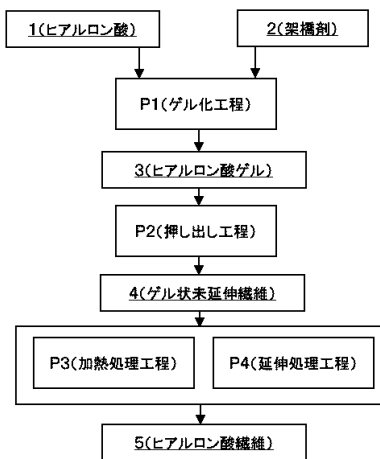 1(ヒアルロン酸)
2(架橋剤)
P1(ゲル化工程)
3(ヒアルロン酸ゲル)
P2(押し出し工程)
4(ゲル状未延伸繊維)
P3(加熱処理工程)
P4(延伸処理工程)
5(ヒアルロン酸繊維)